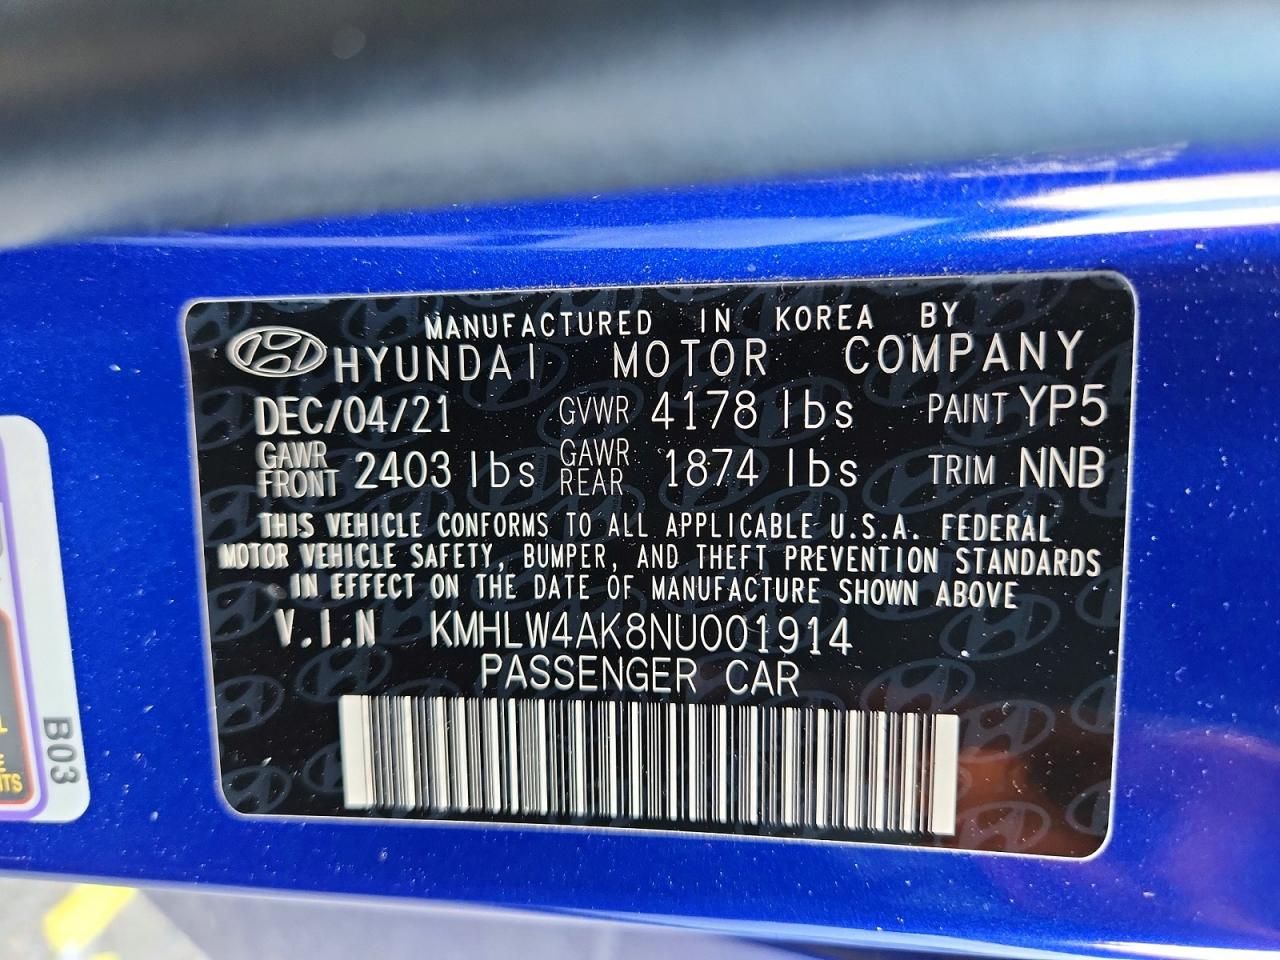 MANUFACTURED IN KOREA BY
HYUNDAI MOTOR COMPANY
DEC/04/21 GVWR 4178 lbs PAINT YP5
GAWR FRONT 2403 lbs GAWR REAR 1874 lbs TRIM NNB
THIS VEHICLE CONFORMS TO ALL APPLICABLE U.S.A. FEDERAL
MOTOR VEHICLE SAFETY, BUMPER, AND THEFT PREVENTION STANDARDS
IN EFFECT ON THE DATE OF MANUFACTURE SHOWN ABOVE
V.I.N KMHLW4AK8NU001914
PASSENGER CAR
B03